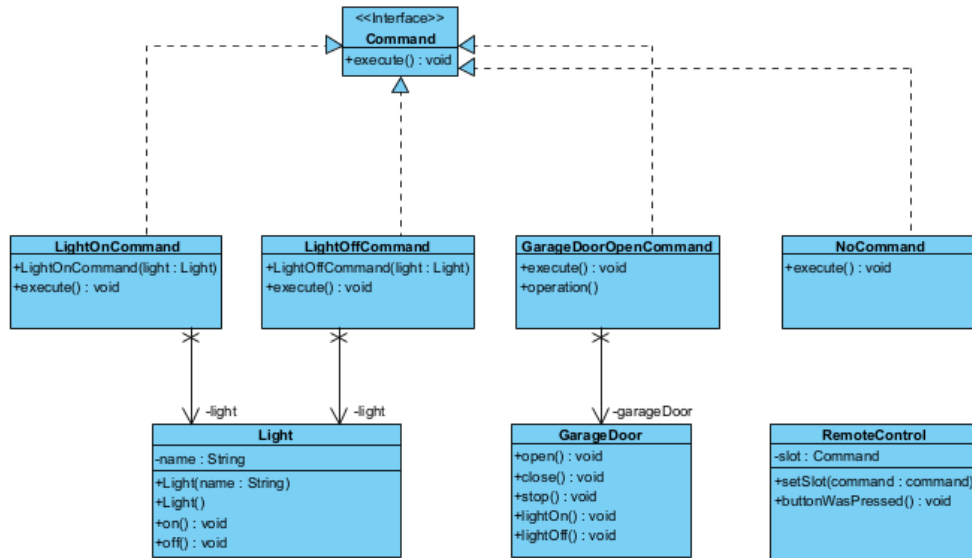 <<Interface>>
Command
+execute() : void
LightOnCommand
+LightOnCommand(light : Light)
+execute() : void
LightOffCommand
+LightOffCommand(light : Light)
+execute() : void
GarageDoorOpenCommand
+execute() : void
+operation()
NoCommand
+execute() : void
-light
-light
-garageDoor
Light
-name : String
+Light(name : String)
+Light()
+on() : void
+off() : void
GarageDoor
+open() : void
+close() : void
+stop() : void
+lightOn() : void
+lightOff() : void
RemoteControl
-slot : Command
+setSlot(command : command)
+buttonWasPressed() : void